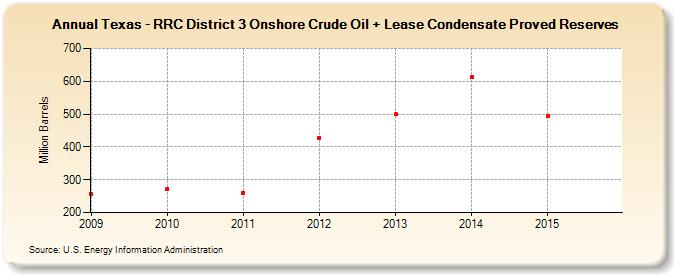 Annual Texas - RRC District 3 Onshore Crude Oil + Lease Condensate Proved Reserves
Million Barrels
700
600
500
400
300
200
2009 2010 2011 2012 2013 2014 2015
Source: U.S. Energy Information Administration